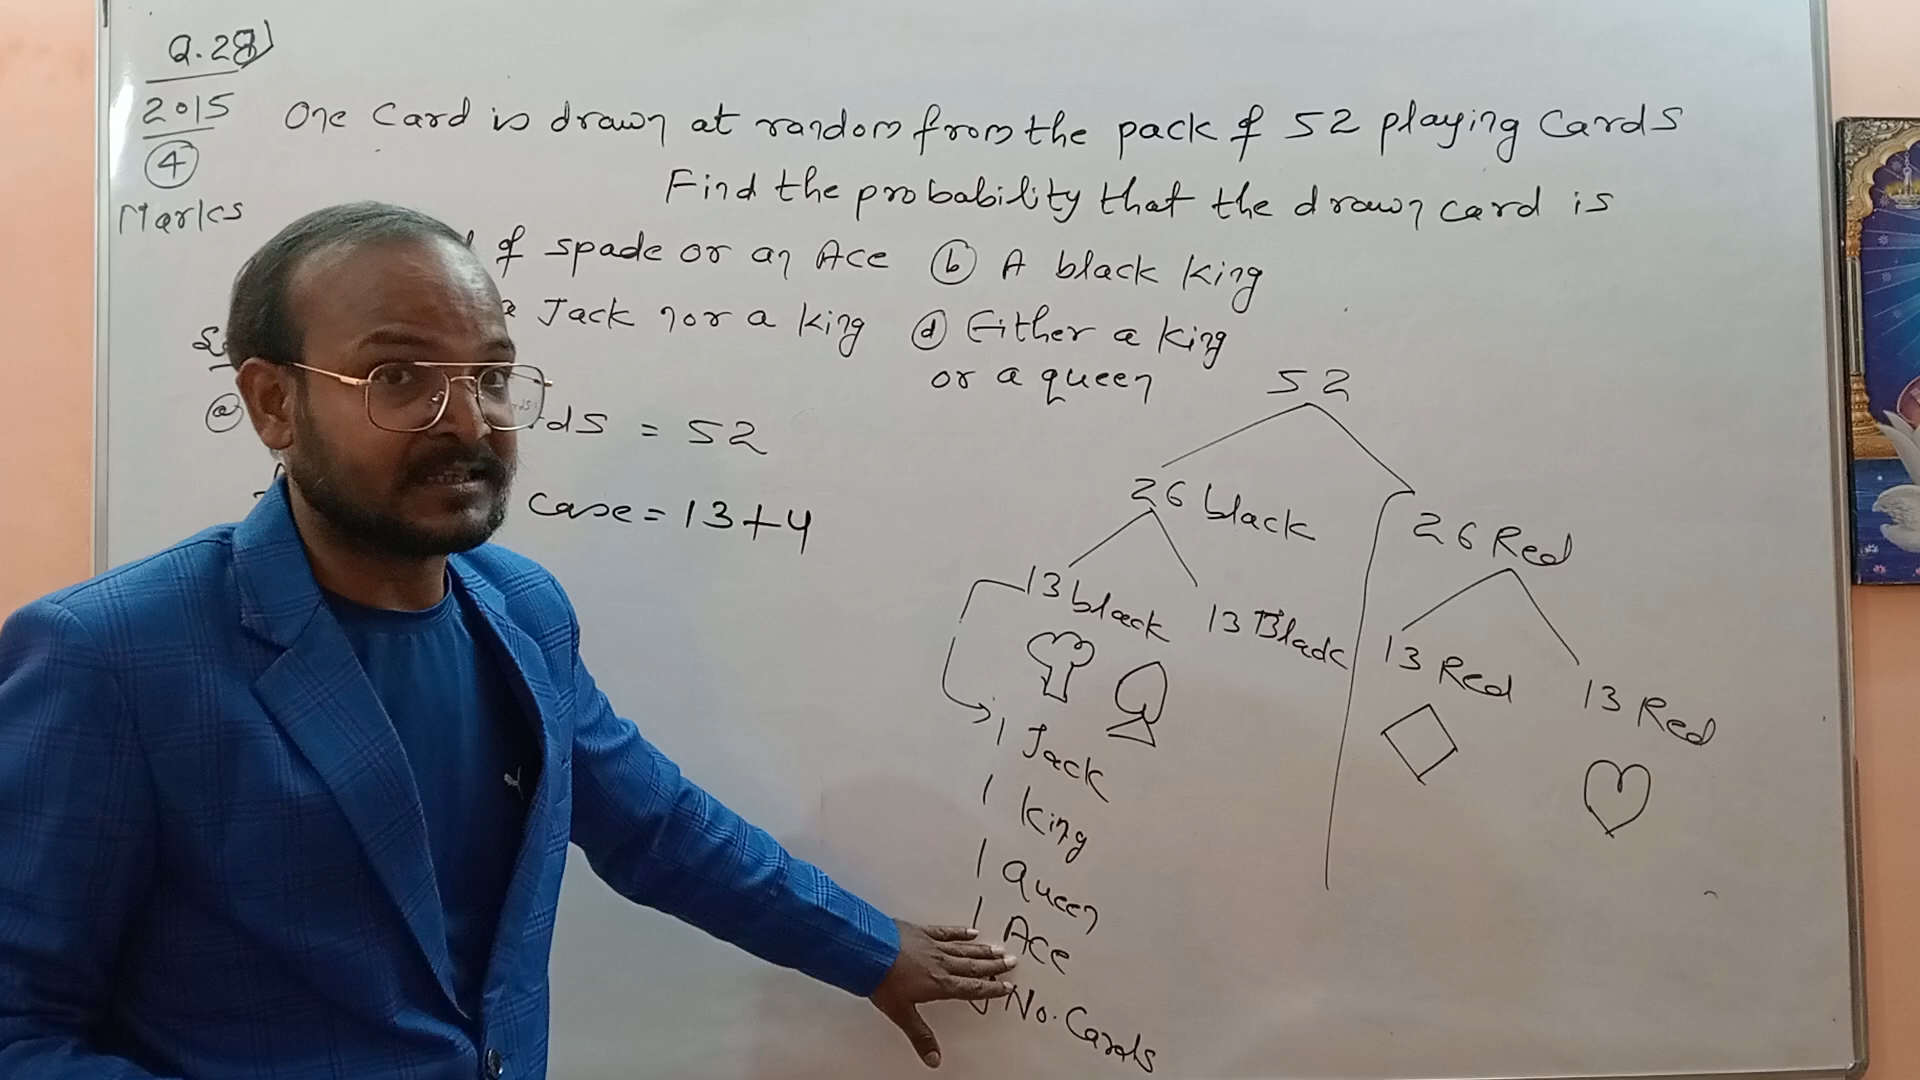 Q.28)
2015 One Card is drawn at random from the pack of 52 playing Cards
4
Marks
Find the probability that the drawn card is
of spade or an Ace (b) A black king
Jack nor a king (d) Either a king
or a queen
(a)
= 52
case = 13+4
52
26 black
26 Red
13 black
13 Black
13 Red
13 Red
1 Jack
1 King
1 Queen
1 Ace
No. Cards